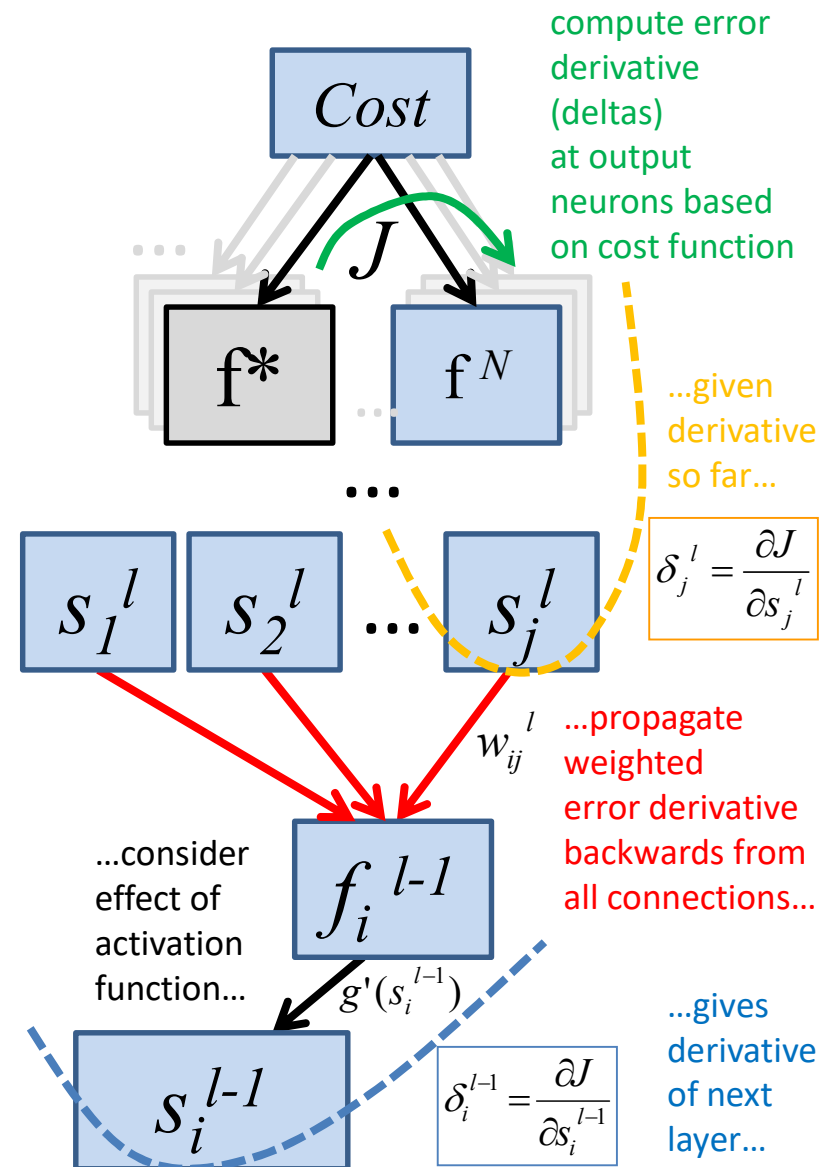 compute error
derivative
(deltas)
at output
neurons based
on cost function
Cost
J
...
f*
...
f^N
...given
derivative
so far...
...
δ_j^l = ∂J/∂s_j^l
s_1^l
s_2^l
...
s_j^l
w_ij^l
...propagate
weighted
error derivative
backwards from
all connections...
...consider
effect of
activation
function...
f_i^l-1
g'(s_i^l-1)
s_i^l-1
δ_i^l-1 = ∂J/∂s_i^l-1
...gives
derivative
of next
layer...